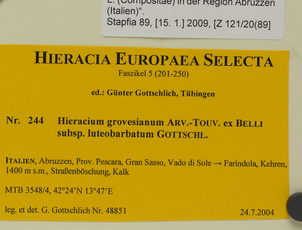 L. (Compositae) in der Region Abruzzen
(Italien)“.
Stapfia 89, [15. 1.] 2009, [Z 121/20(89]
HIERACIA EUROPAEA SELECTA
Faszikel 5 (201-250)
ed.: Günter Gottschlich, Tübingen
Nr. 244 Hieracium grovesianum ARV.-TOUV. ex BELLI
subsp. luteobarbatum GOTTSCHL.
ITALIEN, Abruzzen, Prov. Pescara, Gran Sasso, Vado di Sole → Farindola, Kehren,
1400 m s.m., Straßenböschung, Kalk
MTB 3548/4, 42°24'N 13°47'E
leg. et det. G. Gottschlich Nr. 48851 24.7.2004